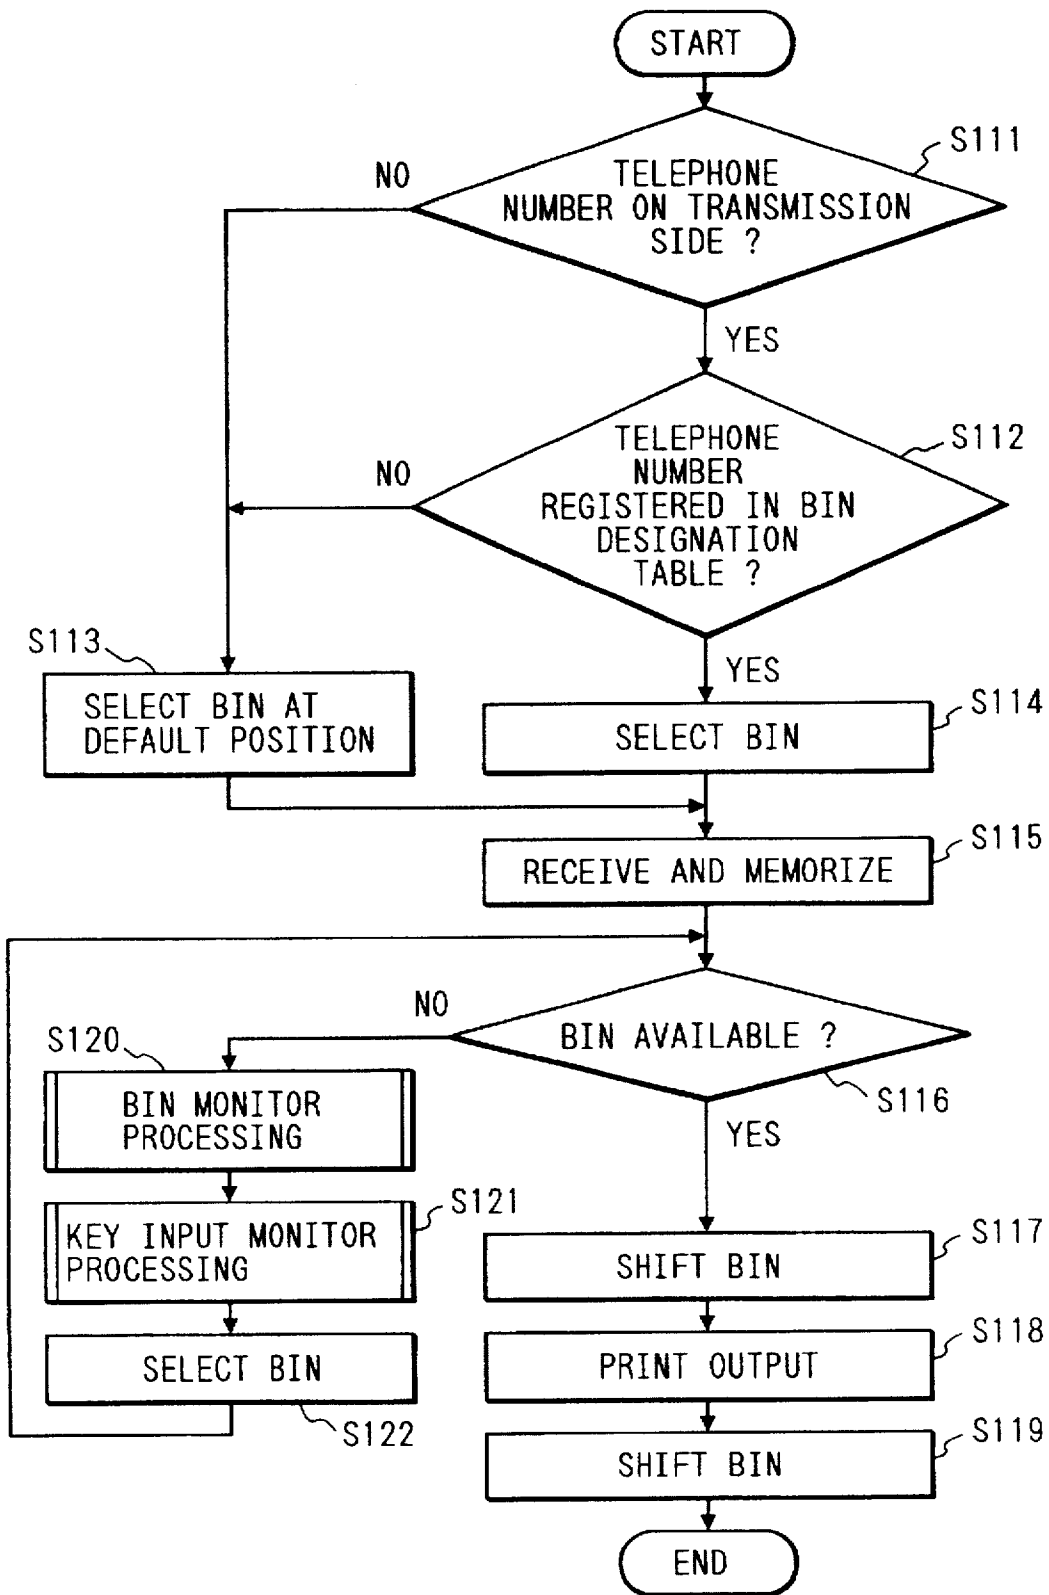 START
S111
NO
TELEPHONE
NUMBER ON TRANSMISSION
SIDE ?
YES
S112
NO
TELEPHONE
NUMBER
REGISTERED IN BIN
DESIGNATION
TABLE ?
YES
S113
SELECT BIN AT
DEFAULT POSITION
S114
SELECT BIN
S115
RECEIVE AND MEMORIZE
NO
BIN AVAILABLE ?
S116
YES
S120
BIN MONITOR
PROCESSING
S121
KEY INPUT MONITOR
PROCESSING
SELECT BIN
S122
S117
SHIFT BIN
S118
PRINT OUTPUT
S119
SHIFT BIN
END